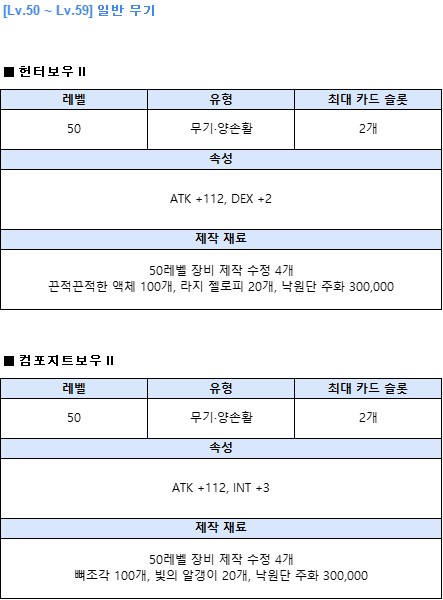 [Lv.50 ~ Lv.59] 일반 무기
■ 헌터보우 II
레벨 유형 최대 카드 슬롯
50 무기·양손활 2개
속성
ATK +112, DEX +2
제작 재료
50레벨 장비 제작 수정 4개
끈적끈적한 액체 100개, 라지 젤로피 20개, 낙원단 주화 300,000
■ 컴포지트보우 II
레벨 유형 최대 카드 슬롯
50 무기·양손활 2개
속성
ATK +112, INT +3
제작 재료
50레벨 장비 제작 수정 4개
뼈조각 100개, 빛의 알갱이 20개, 낙원단 주화 300,000